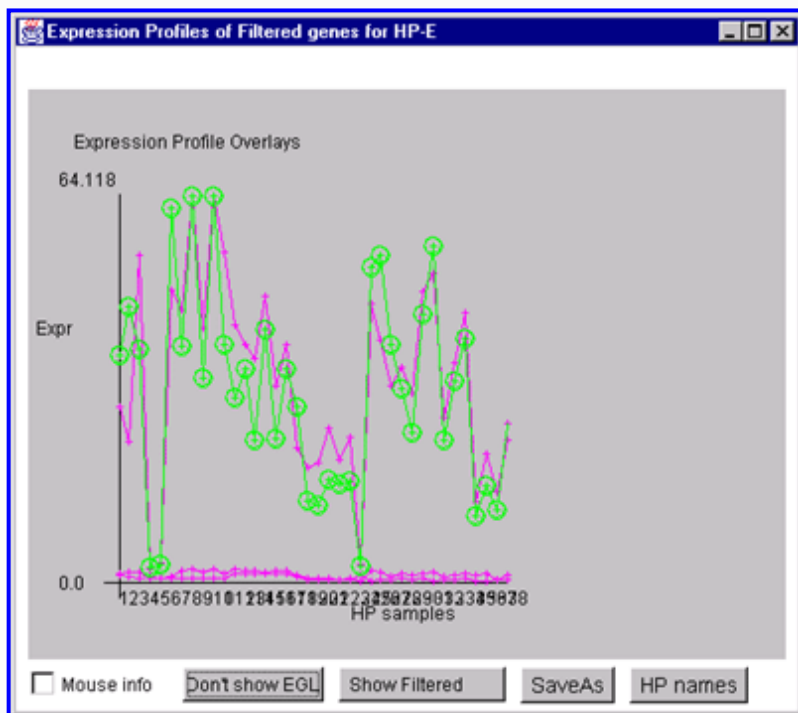 Expression Profiles of Filtered genes for HP-E
Expression Profile Overlays
64.118
Expr
0.0
HP samples
Mouse info
Don't show EGL
Show Filtered
SaveAs
HP names